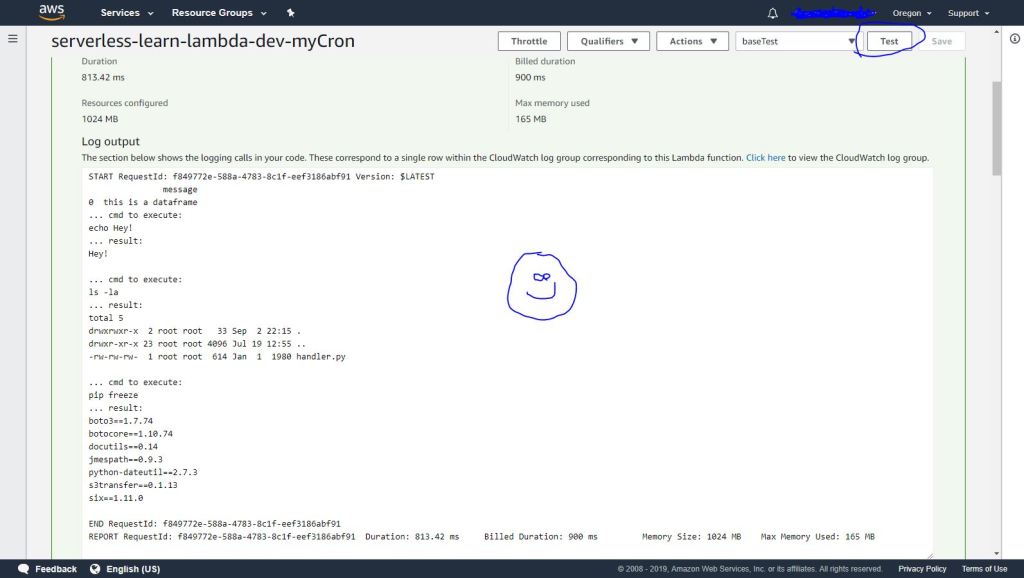 aws Services Resource Groups Oregon Support
serverless-learn-lambda-dev-myCron Throttle Qualifiers Actions baseTest Test Save
Duration Billed duration
813.42 ms 900 ms
Resources configured Max memory used
1024 MB 165 MB
Log output
The section below shows the logging calls in your code. These correspond to a single row within the CloudWatch log group corresponding to this Lambda function. Click here to view the CloudWatch log group.
START RequestId: f849772e-588a-4783-8c1f-eef3186abf91 Version: $LATEST
message
0 this is a dataframe
... cmd to execute:
echo Hey!
... result:
Hey!
... cmd to execute:
ls -la
... result:
total 5
drwxrwxr-x 2 root root 33 Sep 2 22:15 .
drwxr-xr-x 23 root root 4096 Jul 19 12:55 ..
-rw-rw-rw- 1 root root 614 Jan 1 1980 handler.py
... cmd to execute:
pip freeze
... result:
boto3==1.7.74
botocore==1.10.74
docutils==0.14
jmespath==0.9.3
python-dateutil==2.7.3
s3transfer==0.1.13
six==1.11.0
END RequestId: f849772e-588a-4783-8c1f-eef3186abf91
REPORT RequestId: f849772e-588a-4783-8c1f-eef3186abf91 Duration: 813.42 ms Billed Duration: 900 ms Memory Size: 1024 MB Max Memory Used: 165 MB
Feedback English (US) © 2008 - 2019, Amazon Web Services, Inc. or its affiliates. All rights reserved. Privacy Policy Terms of Use